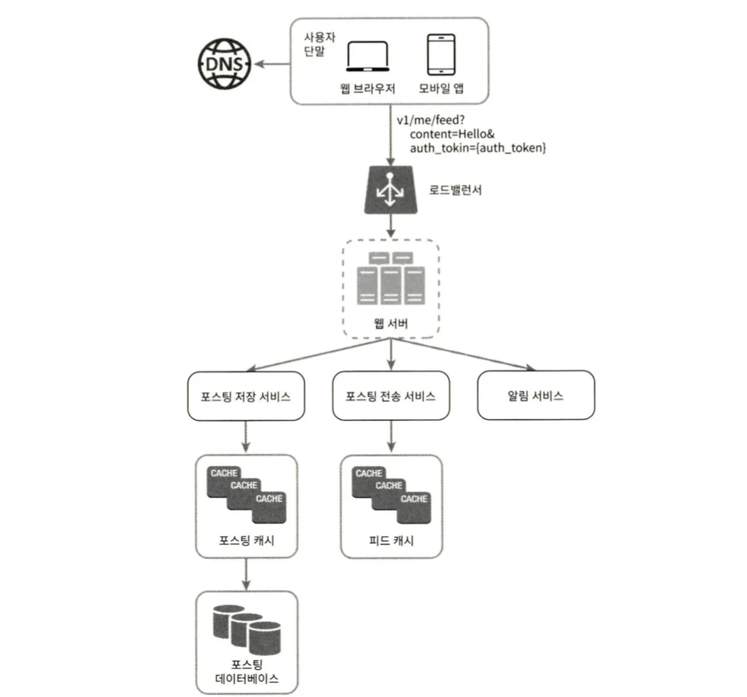 DNS
사용자
단말
웹 브라우저
모바일 앱
v1/me/feed?
content=Hello&
auth_tokin={auth_token}
로드밸런서
웹 서버
포스팅 저장 서비스
포스팅 전송 서비스
알림 서비스
CACHE
CACHE
CACHE
포스팅 캐시
CACHE
CACHE
CACHE
피드 캐시
포스팅
데이터베이스